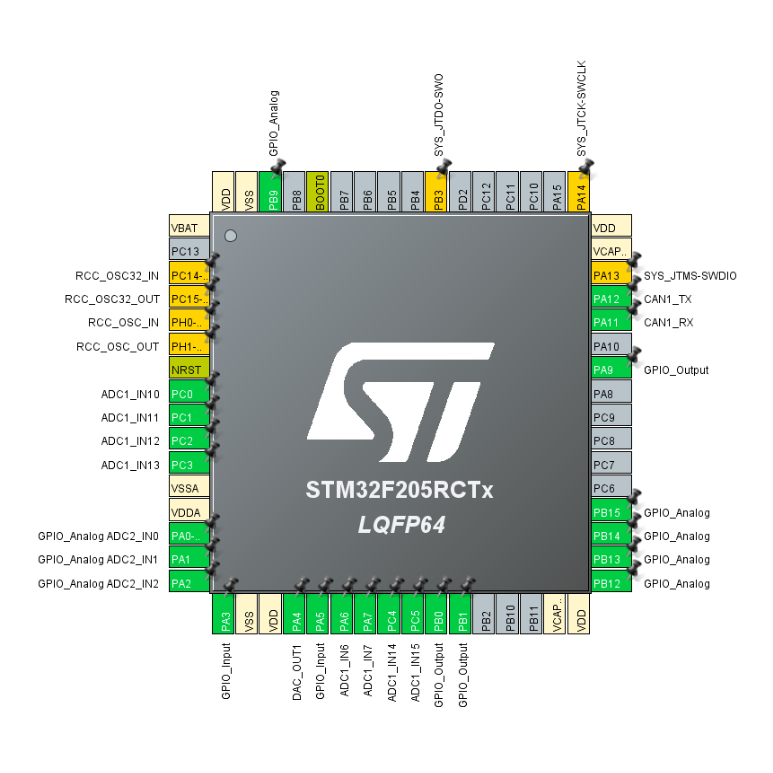 GPIO_Analog
SYS_JTDO-SWO
SYS_JTCK-SWCLK
VDD
VSS
PB9
PB8
BOOT0
PB7
PB6
PB5
PB4
PB3
PD2
PC12
PC11
PC10
PA15
PA14
VBAT
PC13
RCC_OSC32_IN PC14-..
RCC_OSC32_OUT PC15-..
RCC_OSC_IN PH0-..
RCC_OSC_OUT PH1-..
NRST
ADC1_IN10 PC0
ADC1_IN11 PC1
ADC1_IN12 PC2
ADC1_IN13 PC3
VSSA
VDDA
GPIO_Analog ADC2_IN0 PA0-..
GPIO_Analog ADC2_IN1 PA1
GPIO_Analog ADC2_IN2 PA2
STM32F205RCTx
LQFP64
VDD
VCAP..
PA13 SYS_JTMS-SWDIO
PA12 CAN1_TX
PA11 CAN1_RX
PA10
PA9 GPIO_Output
PA8
PC9
PC8
PC7
PC6
PB15 GPIO_Analog
PB14 GPIO_Analog
PB13 GPIO_Analog
PB12 GPIO_Analog
PA3
VSS
VDD
PA4
PA5
PA6
PA7
PC4
PC5
PB0
PB1
PB2
PB10
PB11
VCAP..
VDD
GPIO_Input
DAC_OUT1
GPIO_Input
ADC1_IN6
ADC1_IN7
ADC1_IN14
ADC1_IN15
GPIO_Output
GPIO_Output